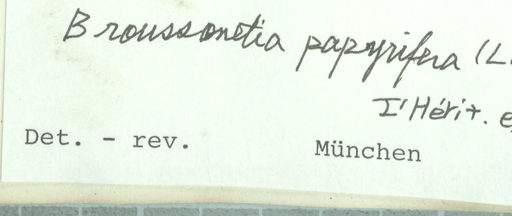 Broussonetia papyrifera (L.
l'Hérit. e
Det. - rev. München